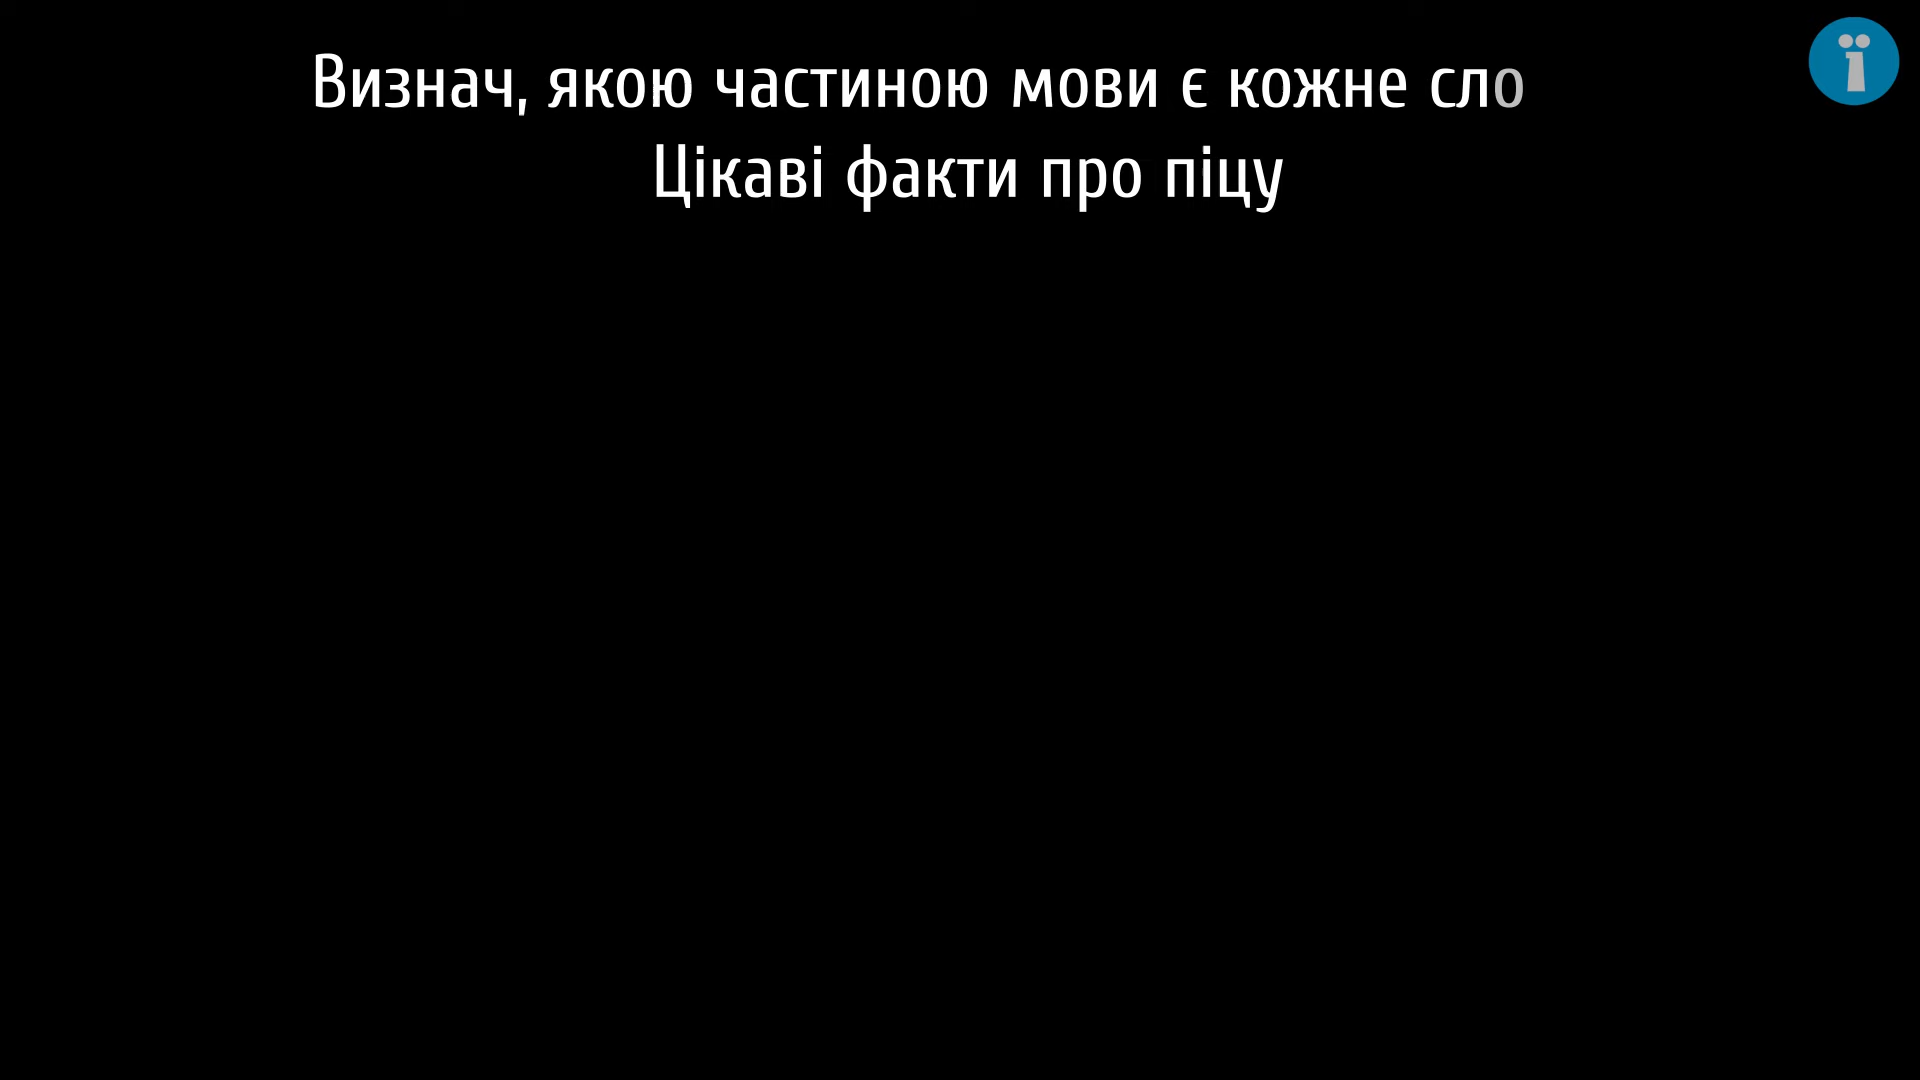 Визнач, якою частиною мови є кожне сло
Цікаві факти про піцу
ï